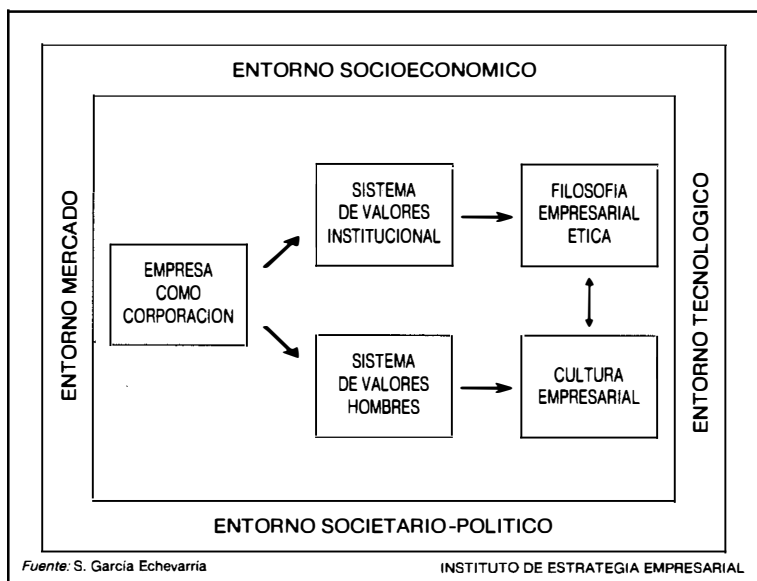 ENTORNO SOCIOECONOMICO
ENTORNO MERCADO
EMPRESA
COMO
CORPORACION
SISTEMA
DE VALORES
INSTITUCIONAL
FILOSOFIA
EMPRESARIAL
ETICA
SISTEMA
DE VALORES
HOMBRES
CULTURA
EMPRESARIAL
ENTORNO TECNOLOGICO
ENTORNO SOCIETARIO-POLITICO
Fuente: S. García Echevarría
INSTITUTO DE ESTRATEGIA EMPRESARIAL